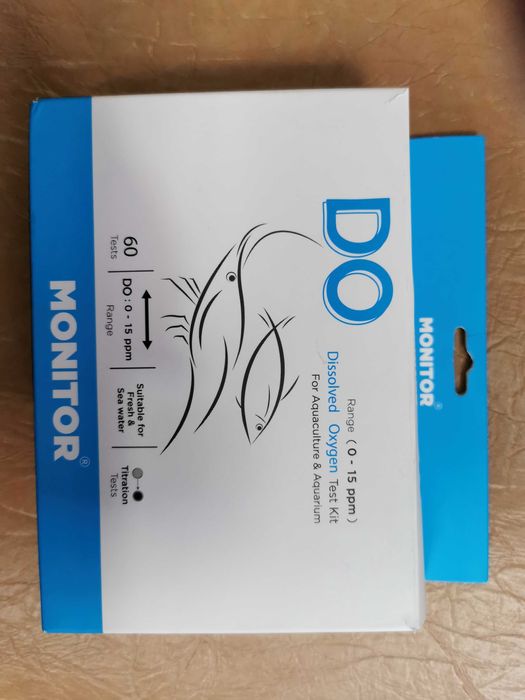 MONITOR®
DO
Range ( 0 - 15 ppm )
Dissolved Oxygen Test Kit
For Aquaculture & Aquarium
60
Tests
DO : 0 - 15 ppm
Range
Suitable for
Fresh &
Sea water
Titration
Tests
MONITOR®